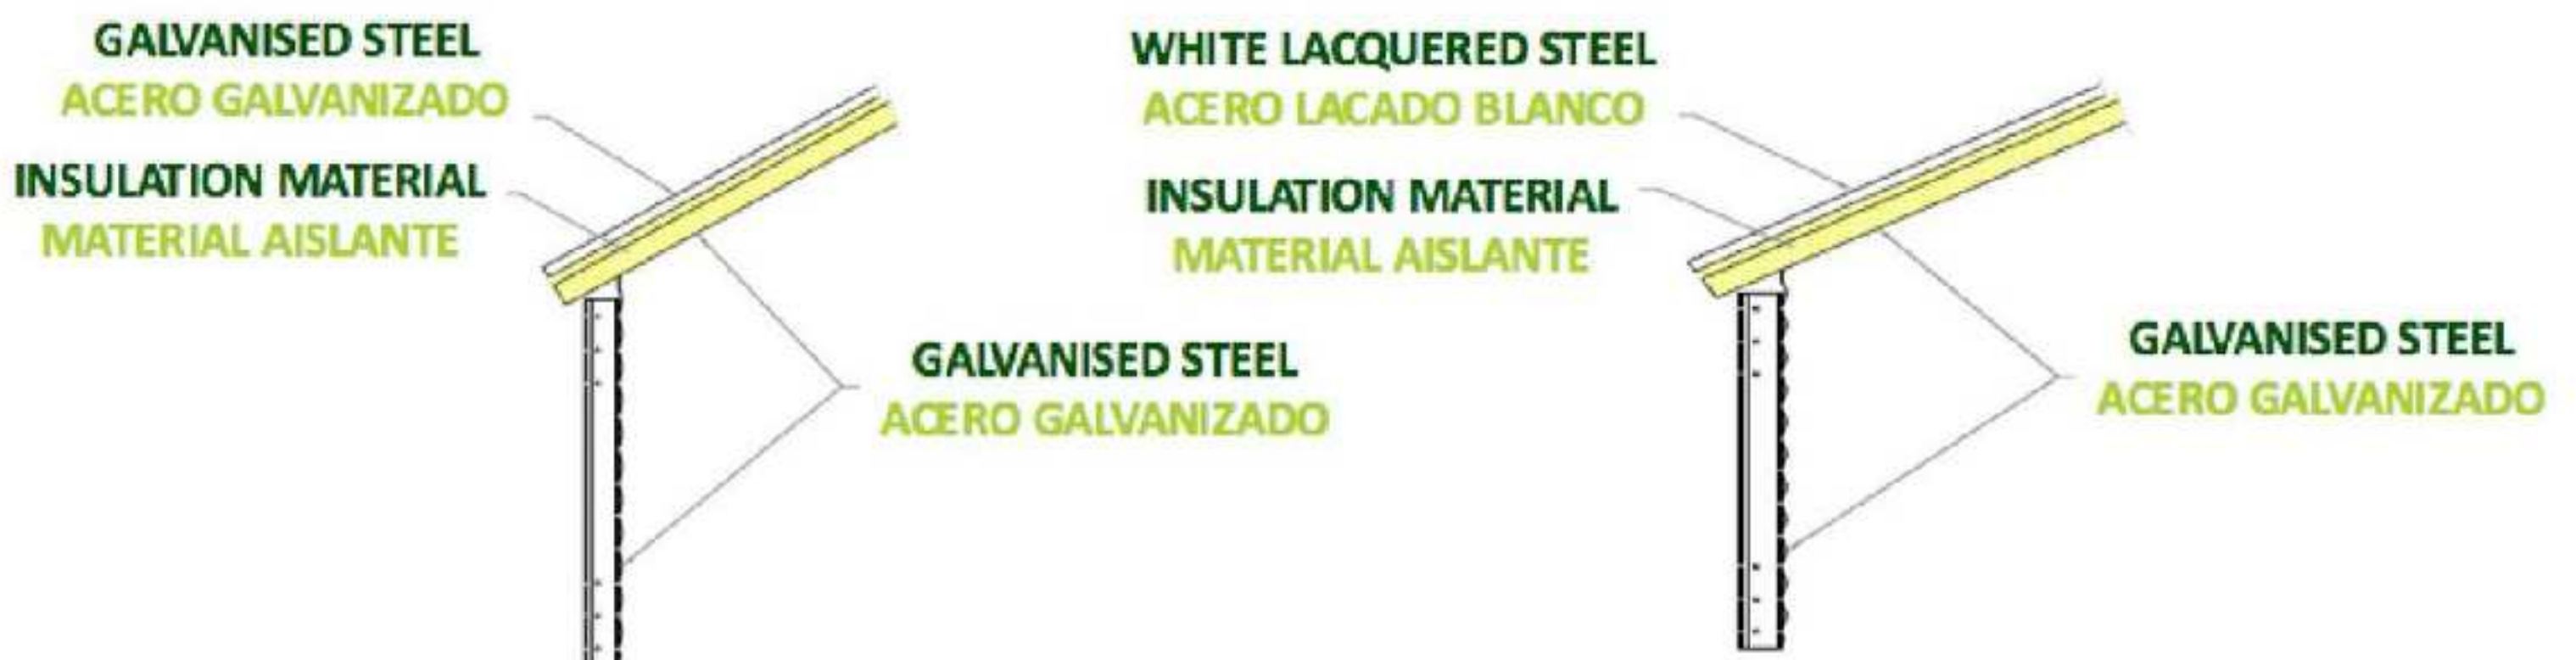 GALVANISED STEEL
ACERO GALVANIZADO
INSULATION MATERIAL
MATERIAL AISLANTE
GALVANISED STEEL
ACERO GALVANIZADO
WHITE LACQUERED STEEL
ACERO LACADO BLANCO
INSULATION MATERIAL
MATERIAL AISLANTE
GALVANISED STEEL
ACERO GALVANIZADO